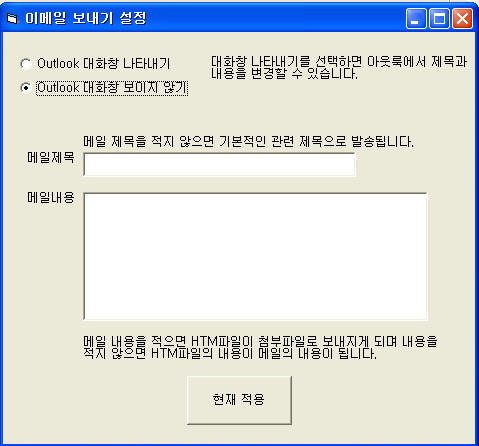 이메일 보내기 설정
Outlook 대화창 나타내기
대화창 나타내기를 선택하면 아웃룩에서 제목과
내용을 변경할 수 있습니다.
Outlook 대화창 보이지 않기
메일 제목을 적지 않으면 기본적인 관련 제목으로 발송됩니다.
메일제목
메일내용
메일 내용을 적으면 HTM파일이 첨부파일로 보내지게 되며 내용을
적지 않으면 HTM파일의 내용이 메일의 내용이 됩니다.
현재 적용